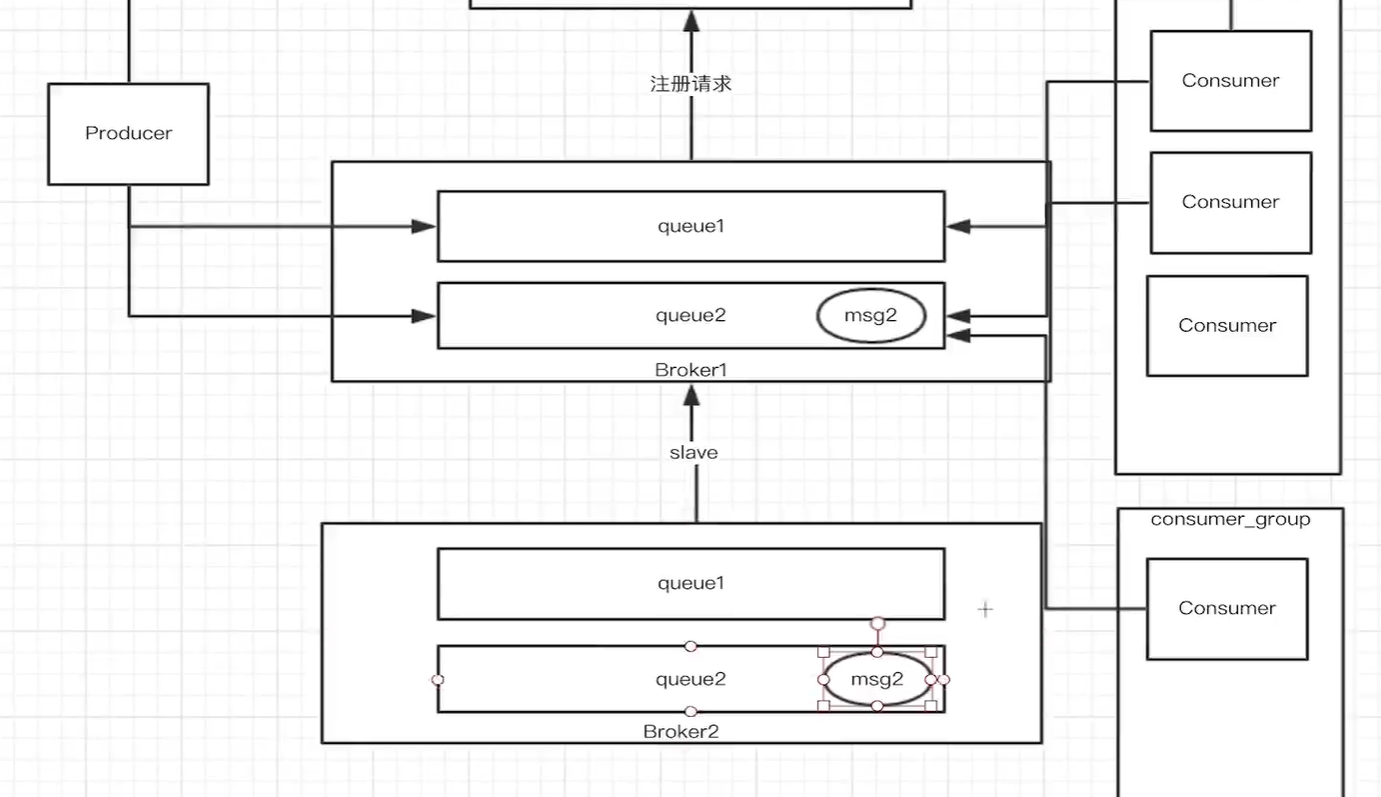 注册请求
Consumer
Producer
Consumer
queue1
queue2
msg2
Consumer
Broker1
slave
consumer_group
queue1
Consumer
queue2
msg2
Broker2